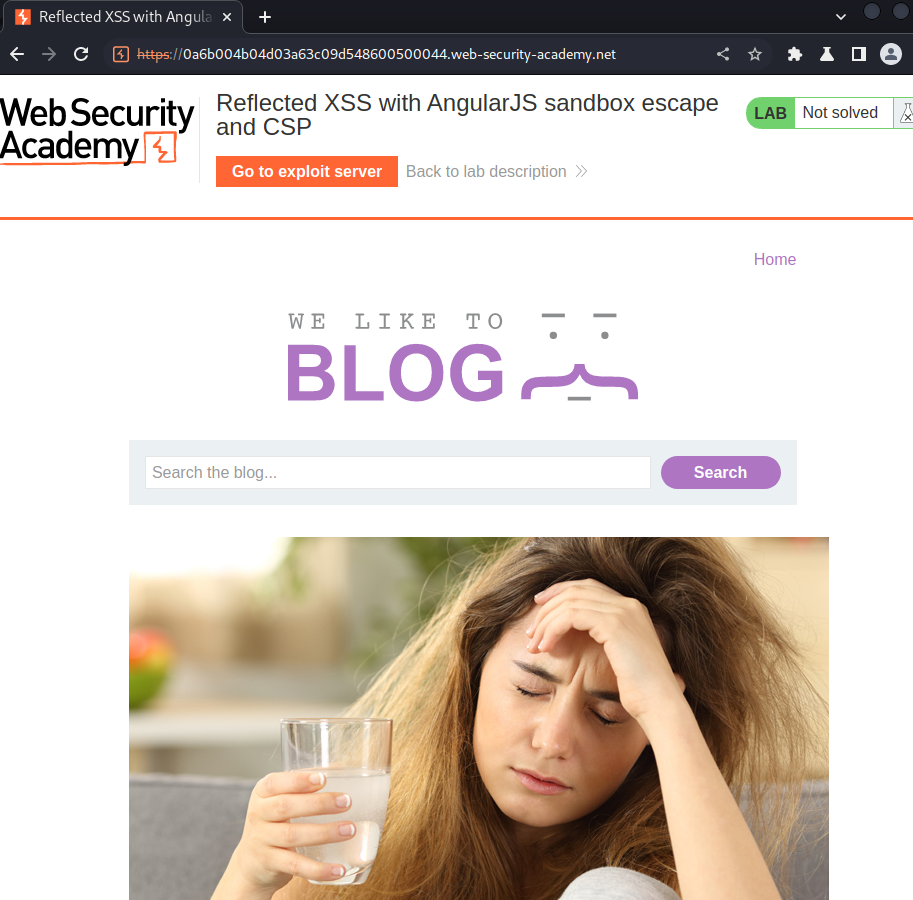 Reflected XSS with Angula
https://0a6b004b04d03a63c09d548600500044.web-security-academy.net
Web Security
Academy
Reflected XSS with AngularJS sandbox escape
and CSP
LAB Not solved
Go to exploit server Back to lab description
Home
WE LIKE TO
BLOG
Search the blog... Search